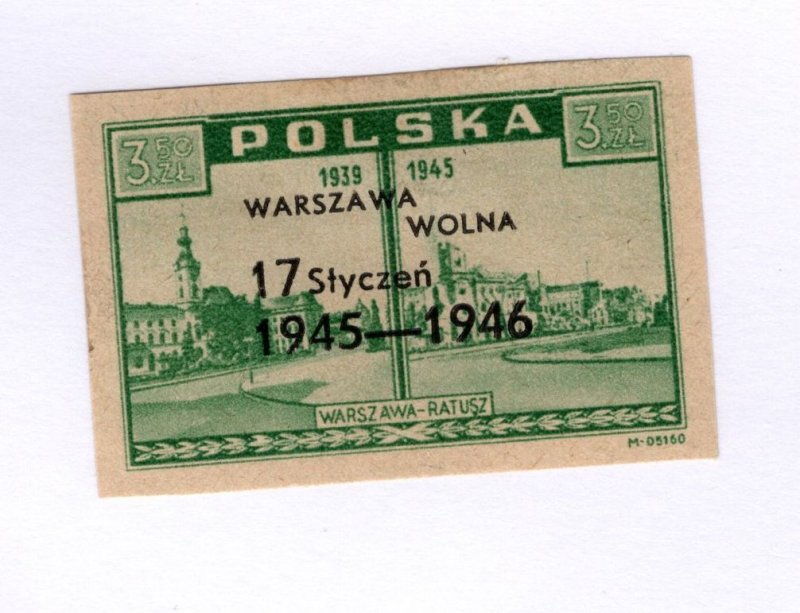 3.50 ZŁ POLSKA 3.50 ZŁ
1939 1945
WARSZAWA
WOLNA
17 Styczeń
1945—1946
WARSZAWA-RATUSZ
M-05160